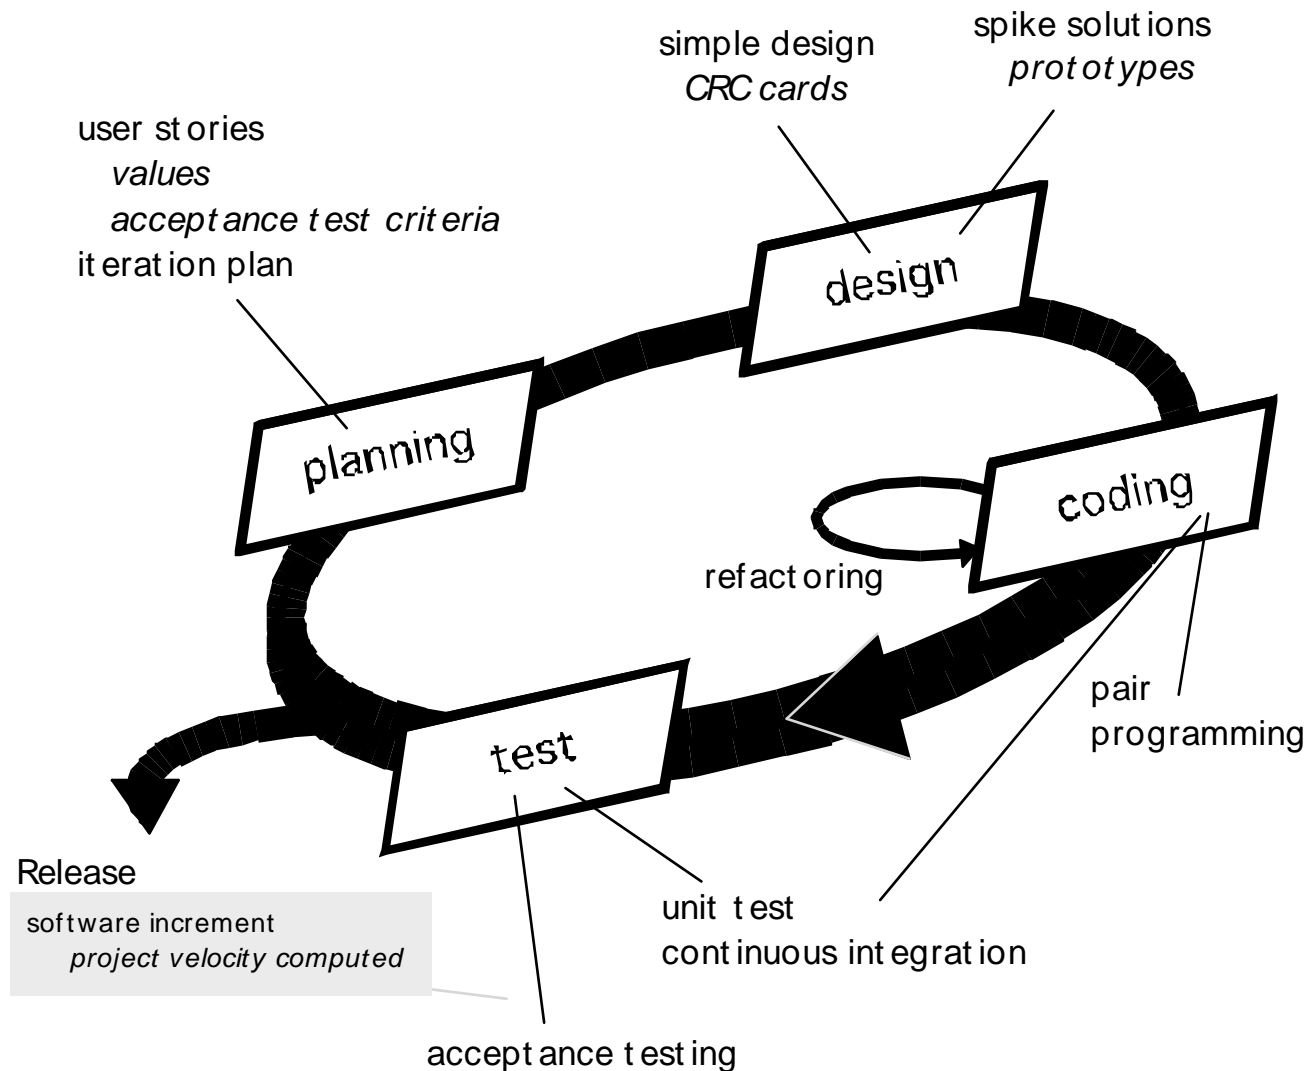 simple design
CRC cards
spike solutions
prototypes
user stories
values
acceptance test criteria
iteration plan
design
planning
coding
refactoring
test
pair
programming
Release
software increment
project velocity computed
unit test
continuous integration
acceptance testing